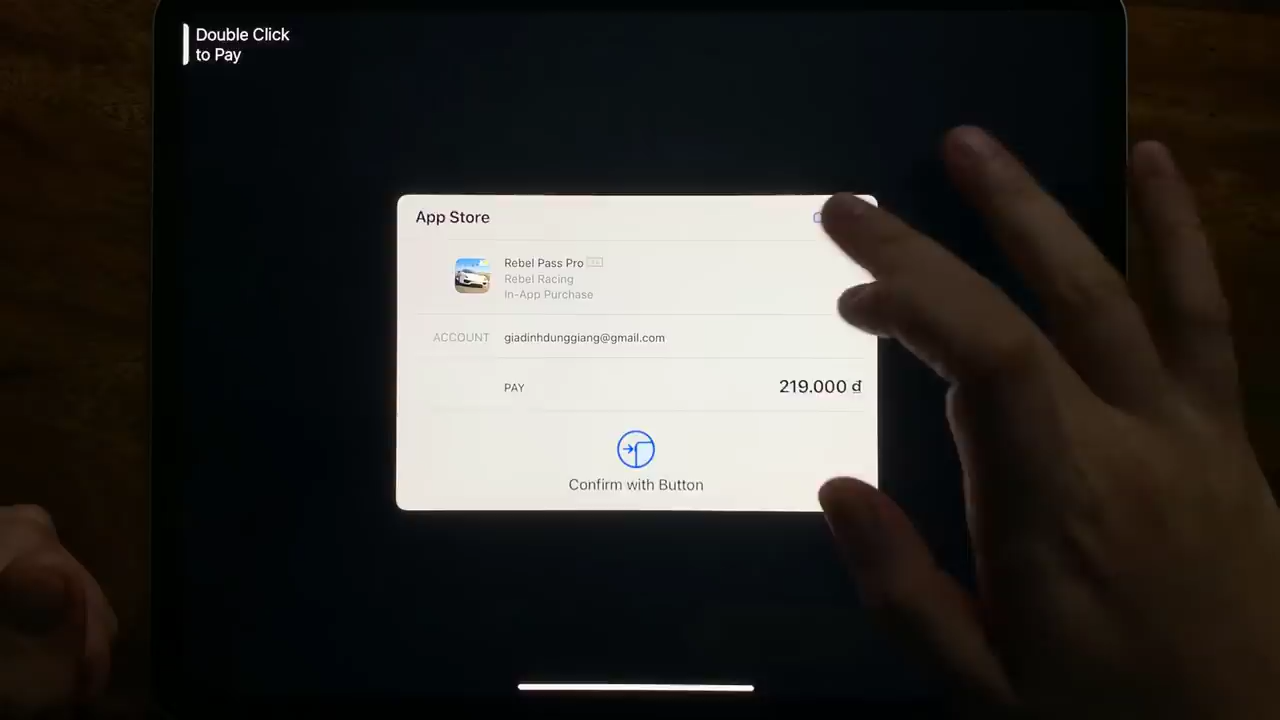 Double Click
to Pay
App Store
Rebel Pass Pro
Rebel Racing
In-App Purchase
ACCOUNT giadinhdunggiang@gmail.com
PAY 219.000 đ
Confirm with Button